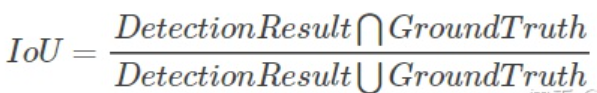 IoU = DetectionResult ⋂ GroundTruth
DetectionResult ⋃ GroundTruth